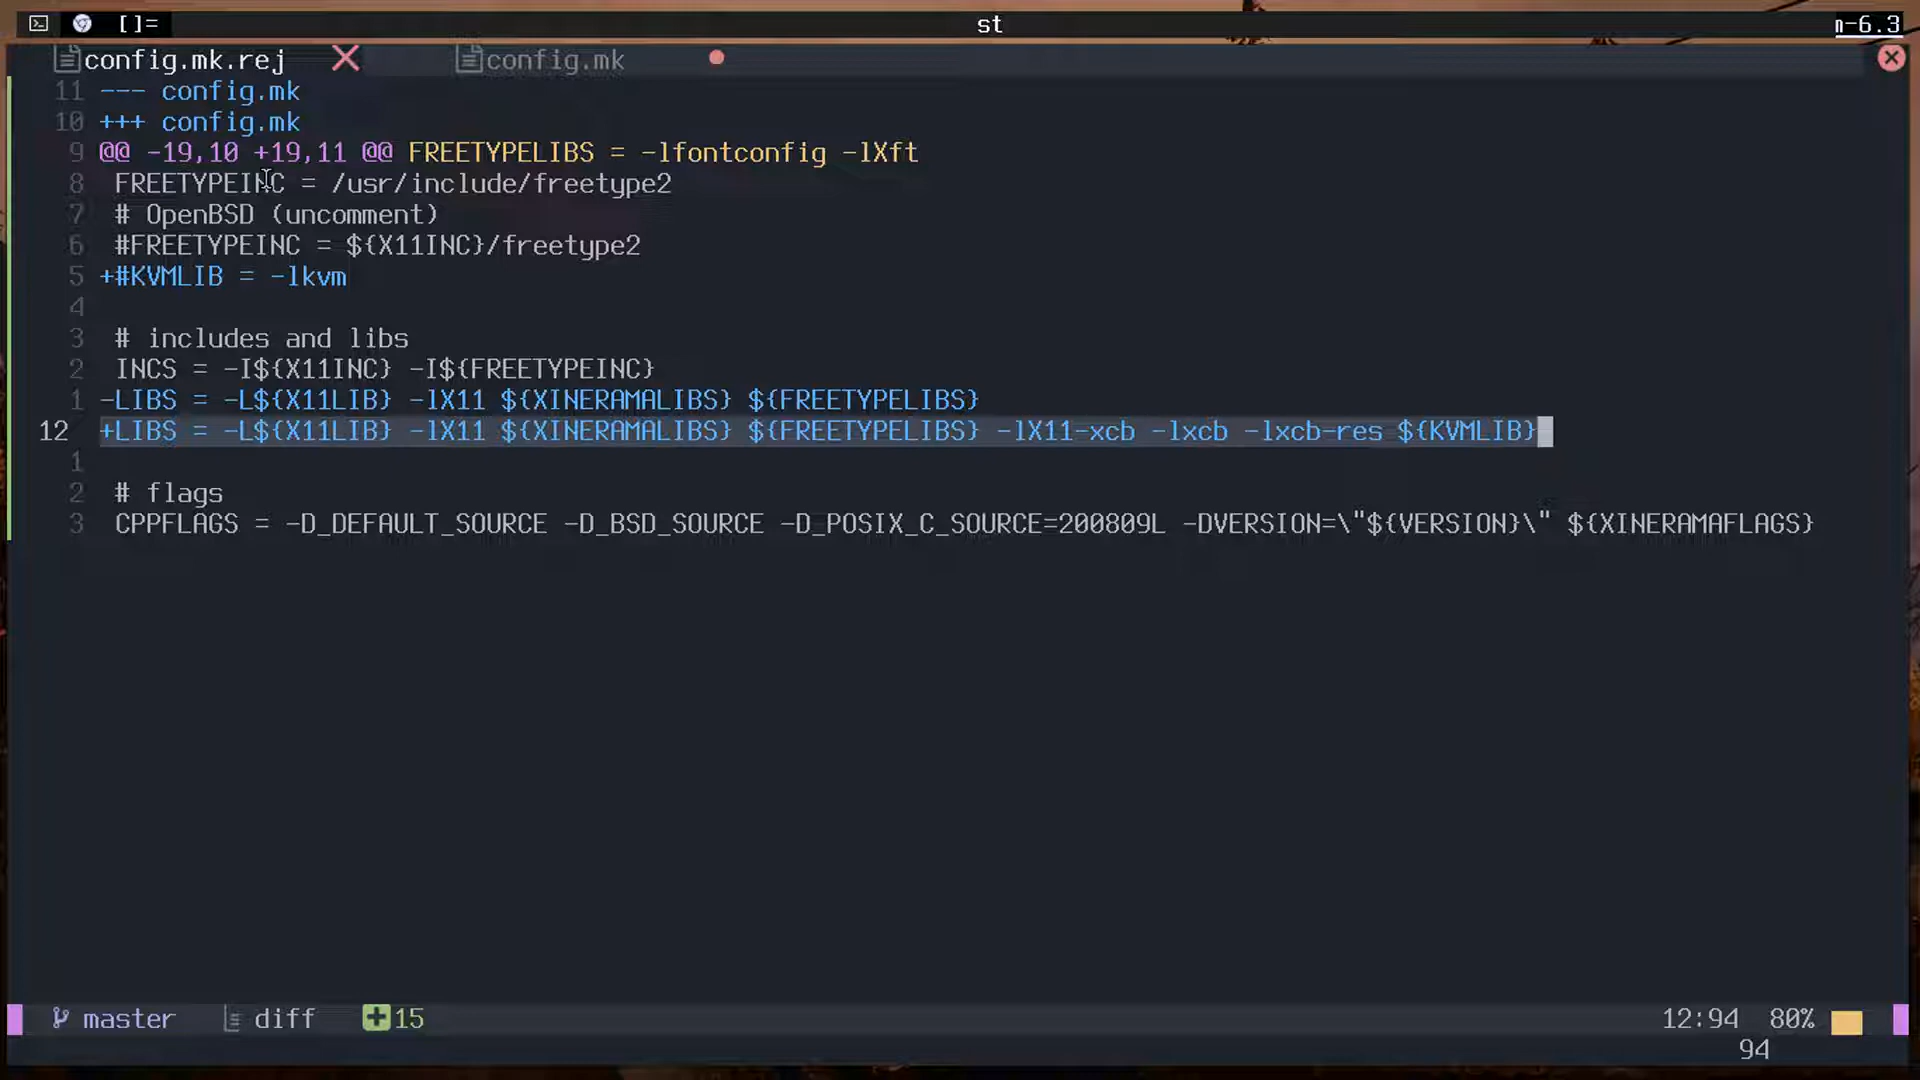 []= st m-6.3
config.mk.rej config.mk
11 --- config.mk
10 +++ config.mk
9 @@ -19,10 +19,11 @@ FREETYPELIBS = -lfontconfig -lXft
8 FREETYPEINC = /usr/include/freetype2
7 # OpenBSD (uncomment)
6 #FREETYPEINC = ${X11INC}/freetype2
5 +#KVMLIB = -lkvm
4
3 # includes and libs
2 INCS = -I${X11INC} -I${FREETYPEINC}
1 -LIBS = -L${X11LIB} -lX11 ${XINERAMALIBS} ${FREETYPELIBS}
12 +LIBS = -L${X11LIB} -lX11 ${XINERAMALIBS} ${FREETYPELIBS} -lX11-xcb -lxcb -lxcb-res ${KVMLIB}
1
2 # flags
3 CPPFLAGS = -D_DEFAULT_SOURCE -D_BSD_SOURCE -D_POSIX_C_SOURCE=200809L -DVERSION=\"${VERSION}\" ${XINERAMAFLAGS}
master diff 15 12:94 80%
94